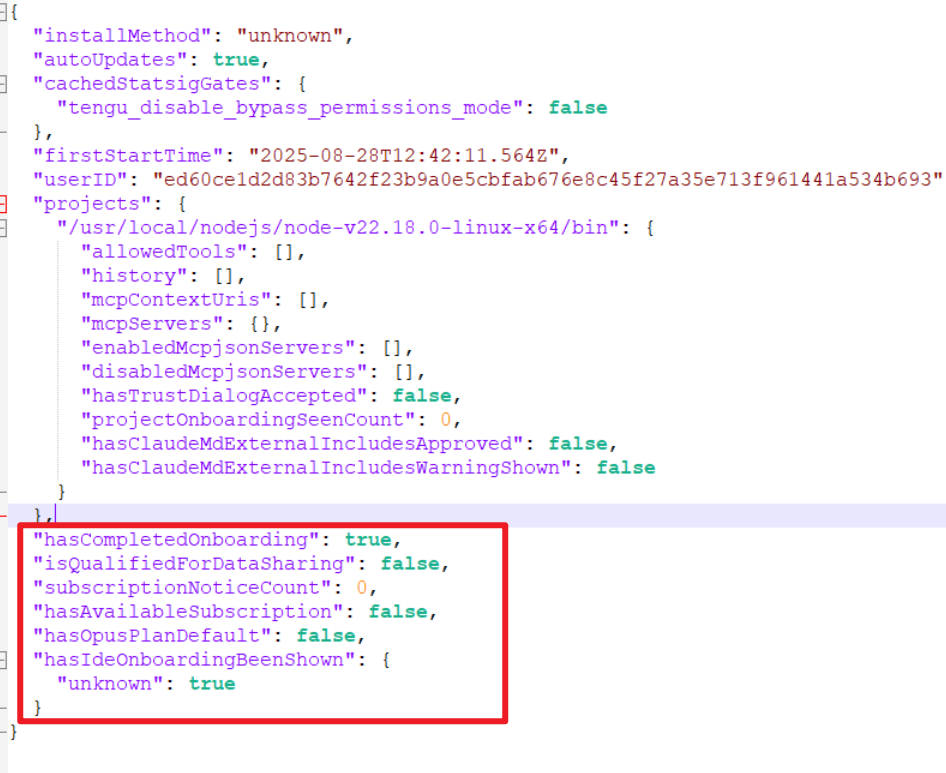 {
"installMethod": "unknown",
"autoUpdates": true,
"cachedStatsigGates": {
"tengu_disable_bypass_permissions_mode": false
},
"firstStartTime": "2025-08-28T12:42:11.564Z",
"userID": "ed60ce1d2d83b7642f23b9a0e5cbfab676e8c45f27a35e713f961441a534b693"
"projects": {
"/usr/local/nodejs/node-v22.18.0-linux-x64/bin": {
"allowedTools": [],
"history": [],
"mcpContextUris": [],
"mcpServers": {},
"enabledMcpjsonServers": [],
"disabledMcpjsonServers": [],
"hasTrustDialogAccepted": false,
"projectOnboardingSeenCount": 0,
"hasClaudeMdExternalIncludesApproved": false,
"hasClaudeMdExternalIncludesWarningShown": false
}
},
"hasCompletedOnboarding": true,
"isQualifiedForDataSharing": false,
"subscriptionNoticeCount": 0,
"hasAvailableSubscription": false,
"hasOpusPlanDefault": false,
"hasIdeOnboardingBeenShown": {
"unknown": true
}
}